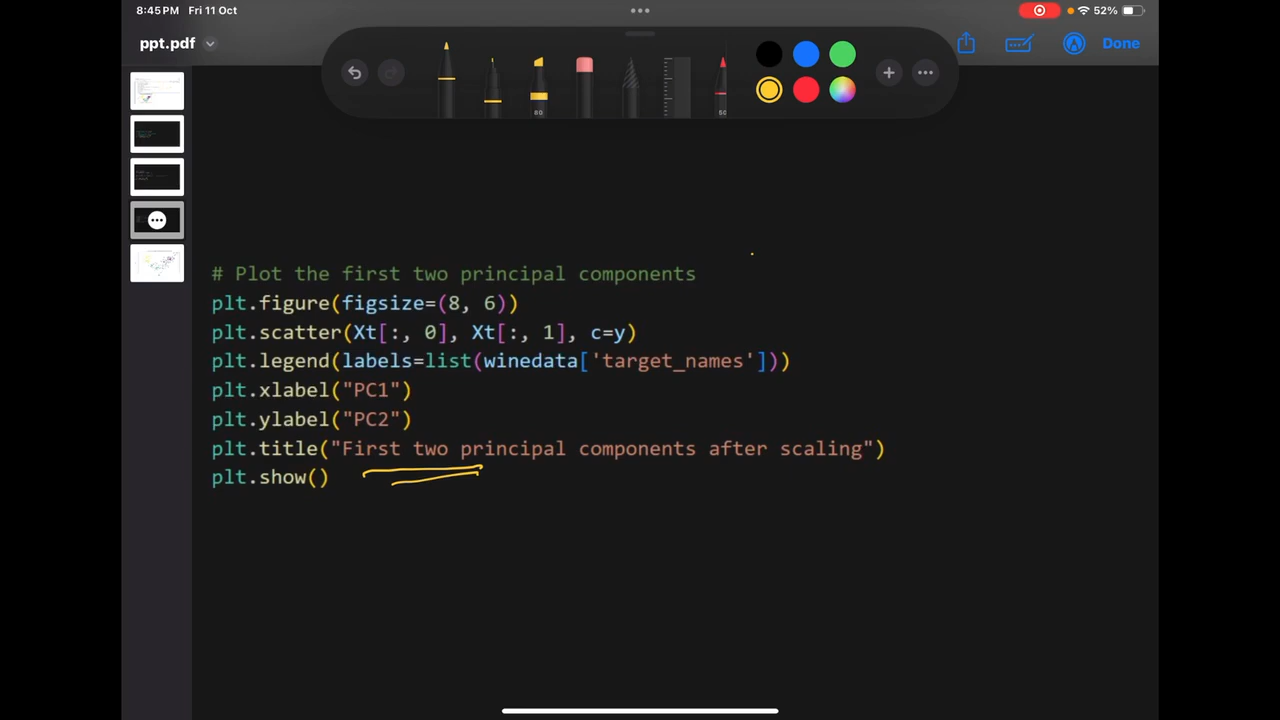 8:45 PM Fri 11 Oct
52%
ppt.pdf
Done
80
50
# Plot the first two principal components
plt.figure(figsize=(8, 6))
plt.scatter(Xt[:, 0], Xt[:, 1], c=y)
plt.legend(labels=list(winedata['target_names']))
plt.xlabel("PC1")
plt.ylabel("PC2")
plt.title("First two principal components after scaling")
plt.show()